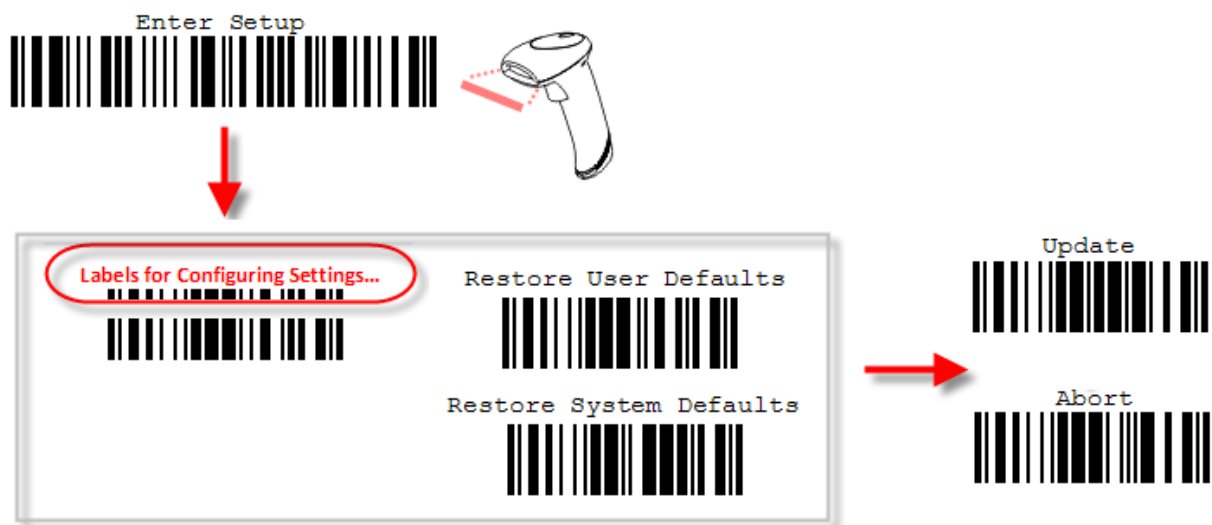 Enter Setup
Labels for Configuring Settings...
Restore User Defaults
Restore System Defaults
Update
Abort